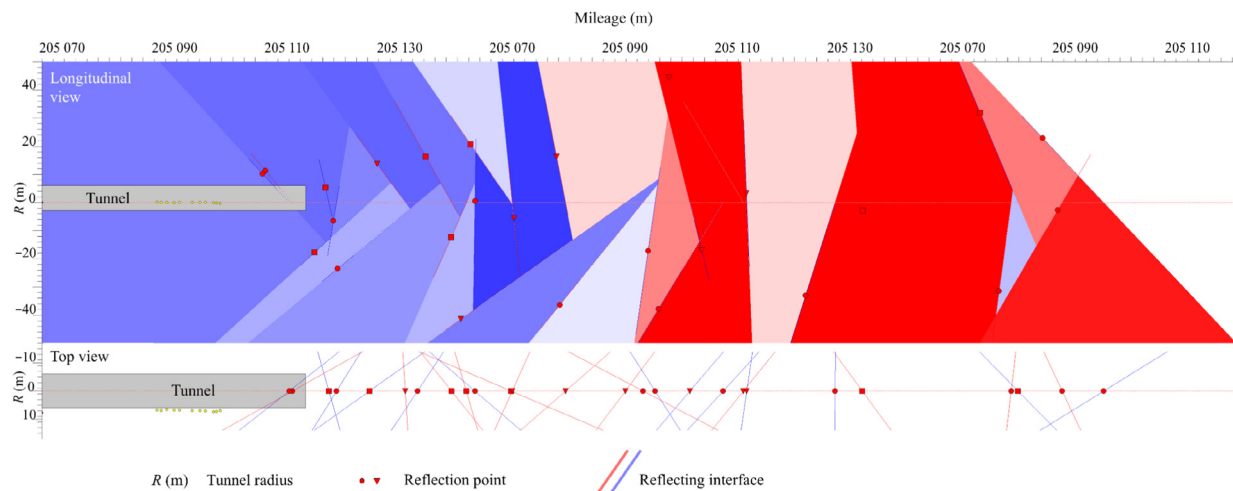 Mileage (m)
205 070 205 090 205 110 205 130 205 070 205 090 205 110 205 130 205 070 205 090 205 110
Longitudinal
view
40
20
Tunnel
R (m)
0
-20
-40
Top view
-10
Tunnel
R (m)
0
10
R (m) Tunnel radius Reflection point Reflecting interface